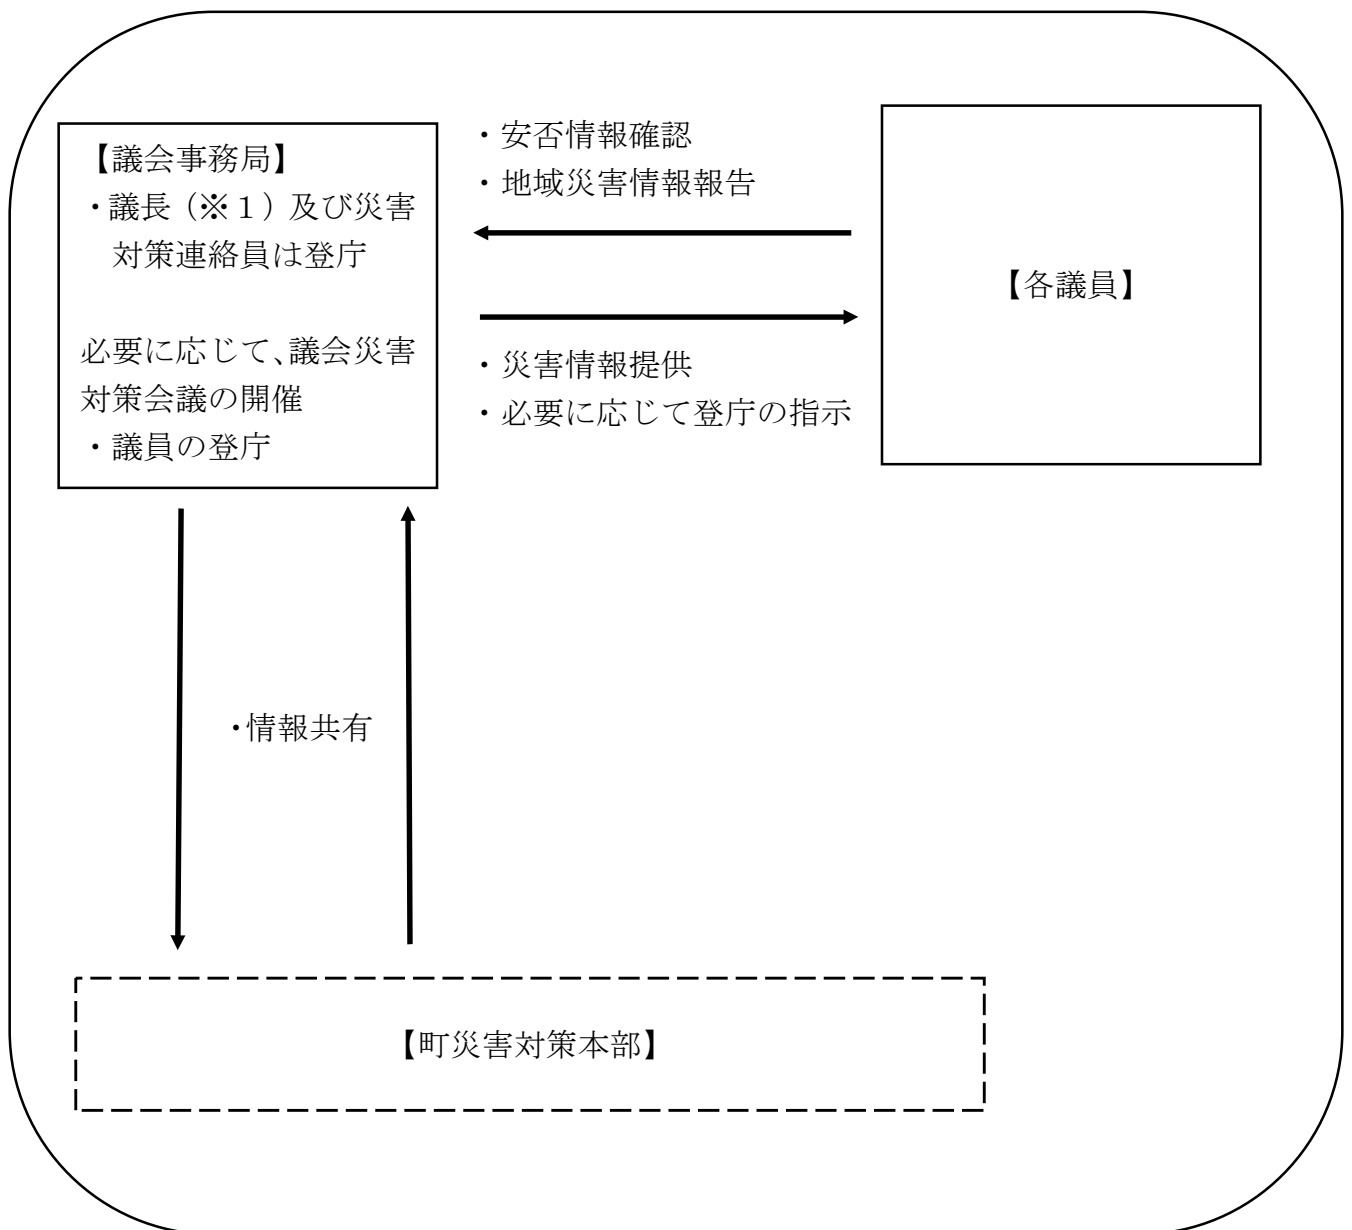 【議会事務局】
・議長（※１）及び災害
対策連絡員は登庁
必要に応じて、議会災害
対策会議の開催
・議員の登庁
・安否情報確認
・地域災害情報報告
・災害情報提供
・必要に応じて登庁の指示
【各議員】
・情報共有
【町災害対策本部】